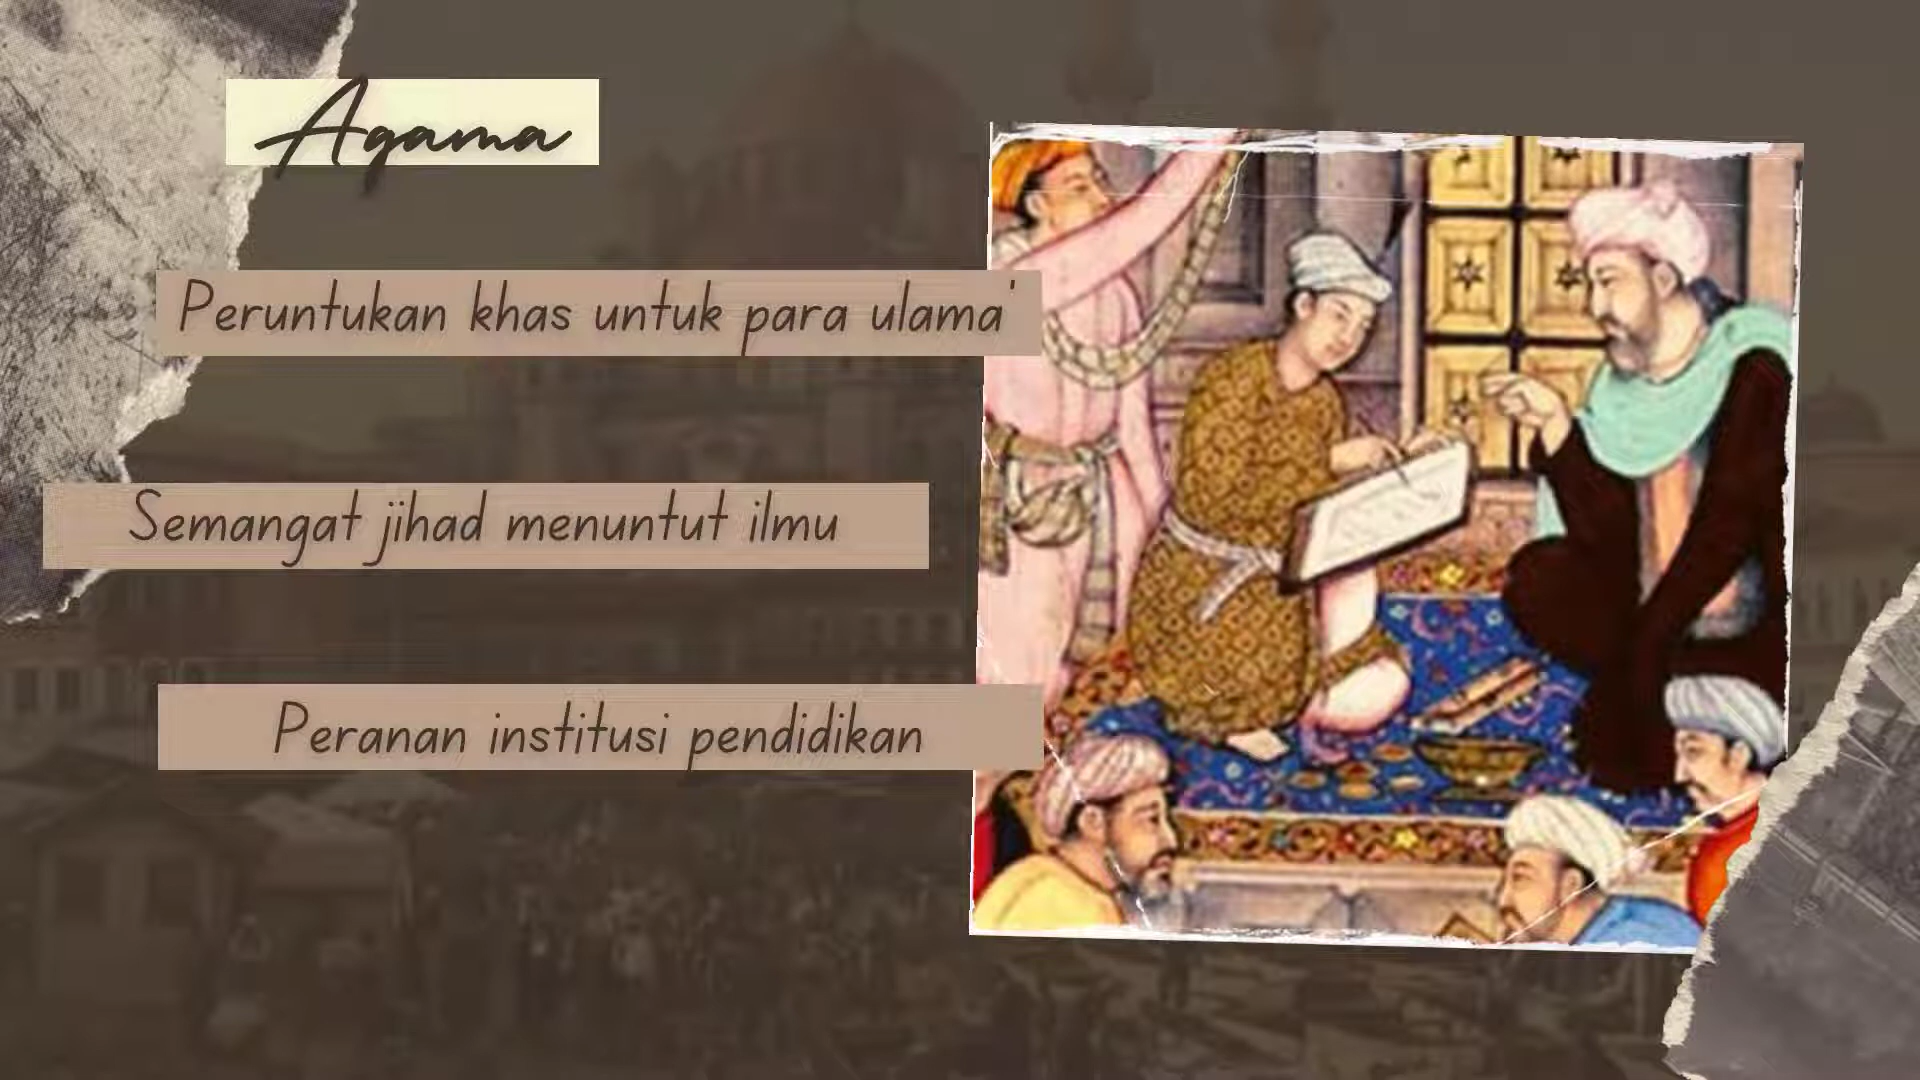 Agama
Peruntukan khas untuk para ulama'
Semangat jihad menuntut ilmu
Peranan institusi pendidikan